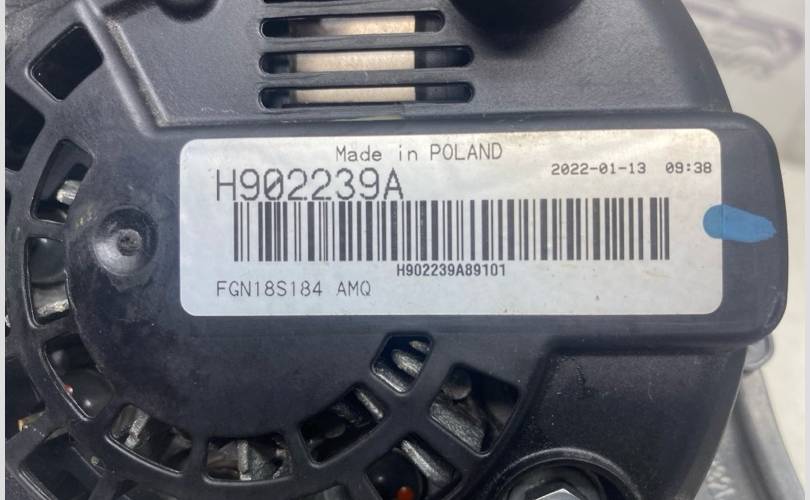 Made in POLAND
2022-01-13 09:38
H902239A
H902239A89101
FGN18S184 AMQ